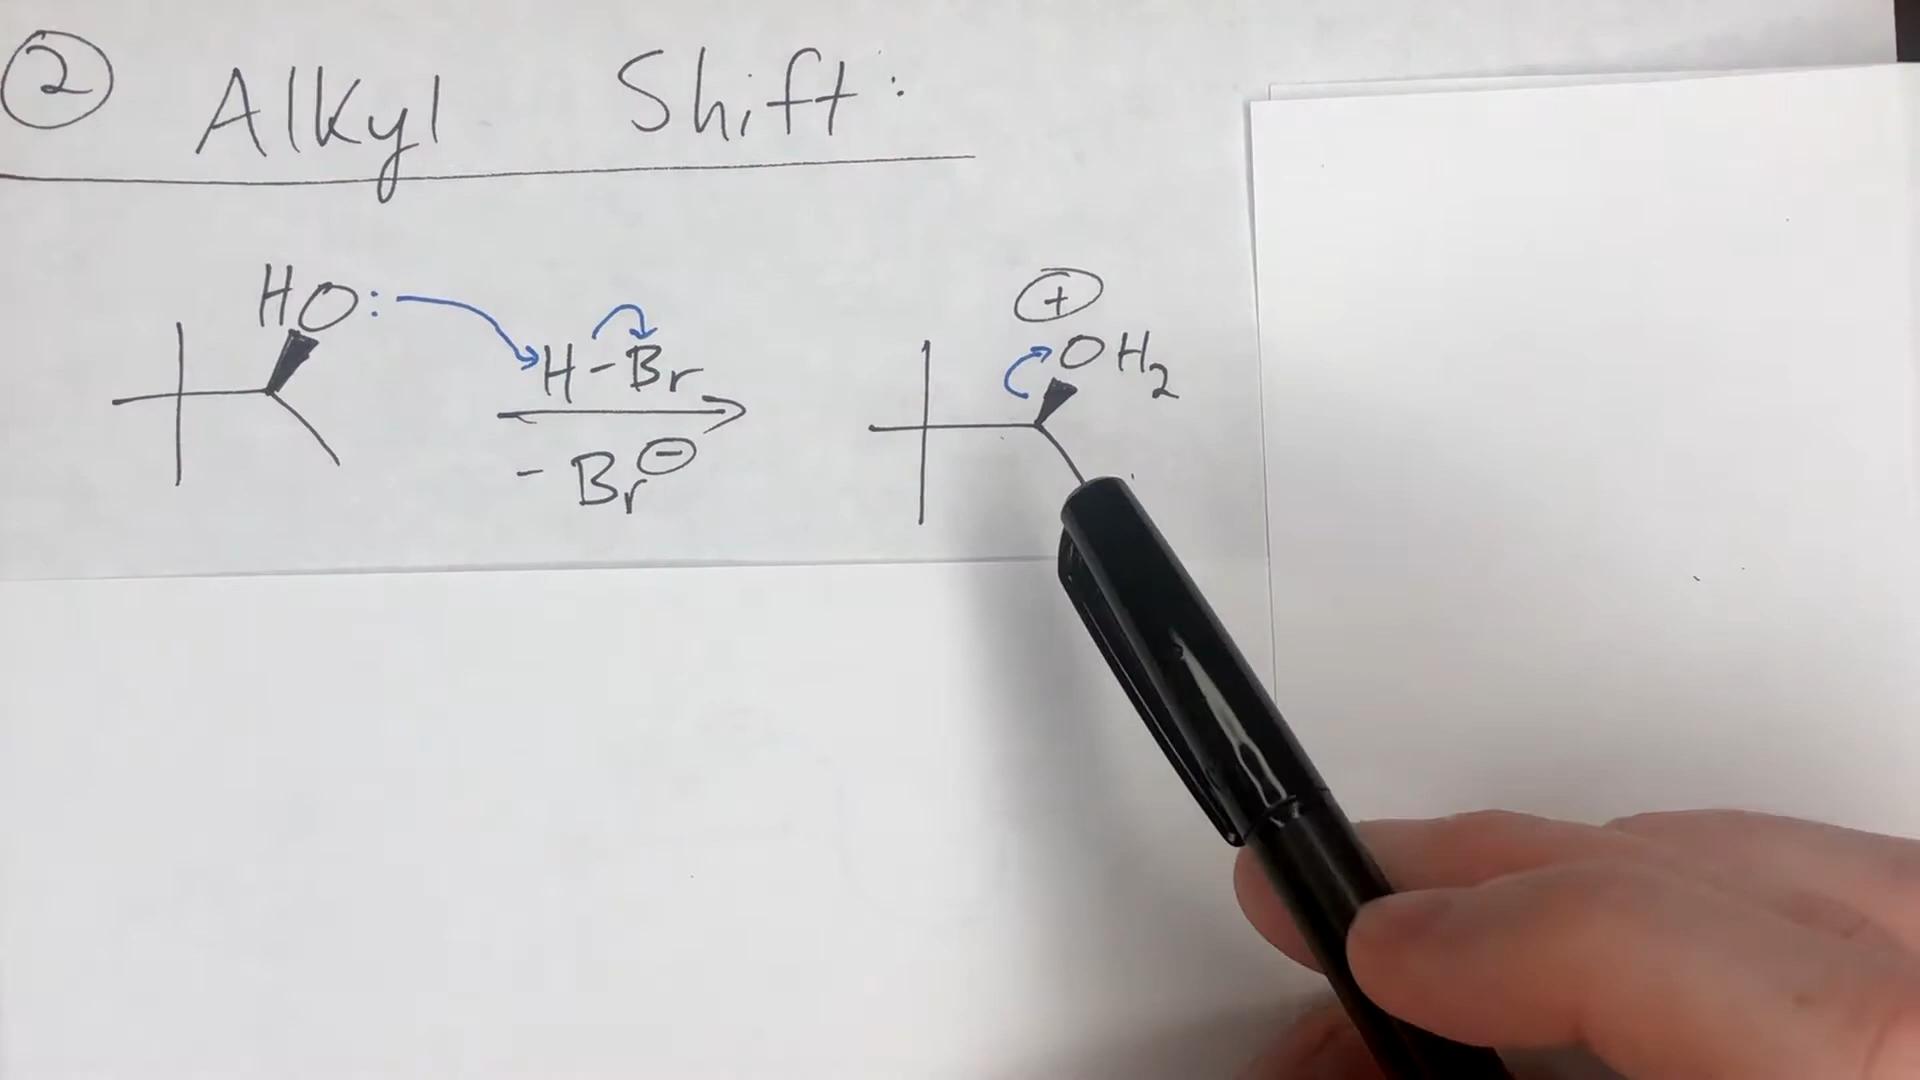 ② Alkyl Shift:
HO:
H-Br
-Br⊖
⊕
OH₂